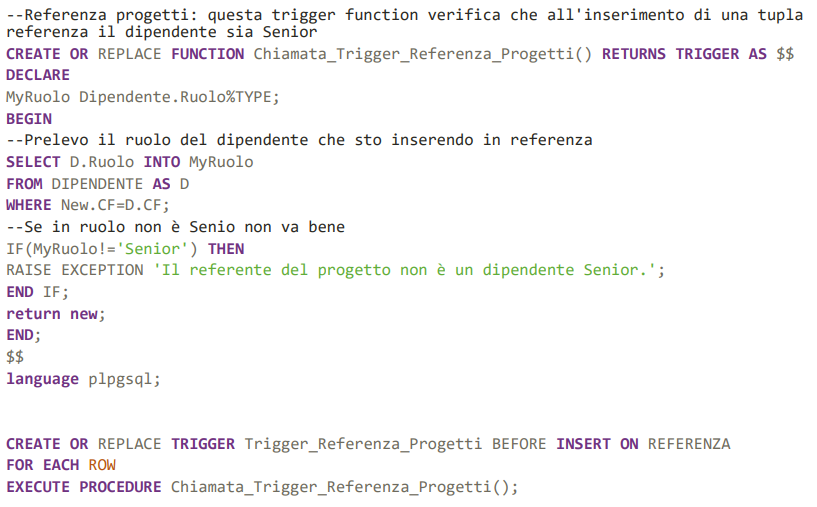 --Referenza progetti: questa trigger function verifica che all'inserimento di una tupla
referenza il dipendente sia Senior
CREATE OR REPLACE FUNCTION Chiamata_Trigger_Referenza_Progetti() RETURNS TRIGGER AS $$
DECLARE
MyRuolo Dipendente.Ruolo%TYPE;
BEGIN
--Prelevo il ruolo del dipendente che sto inserendo in referenza
SELECT D.Ruolo INTO MyRuolo
FROM DIPENDENTE AS D
WHERE New.CF=D.CF;
--Se in ruolo non è Senio non va bene
IF(MyRuolo!='Senior') THEN
RAISE EXCEPTION 'Il referente del progetto non è un dipendente Senior.';
END IF;
return new;
END;
$$
language plpgsql;
CREATE OR REPLACE TRIGGER Trigger_Referenza_Progetti BEFORE INSERT ON REFERENZA
FOR EACH ROW
EXECUTE PROCEDURE Chiamata_Trigger_Referenza_Progetti();